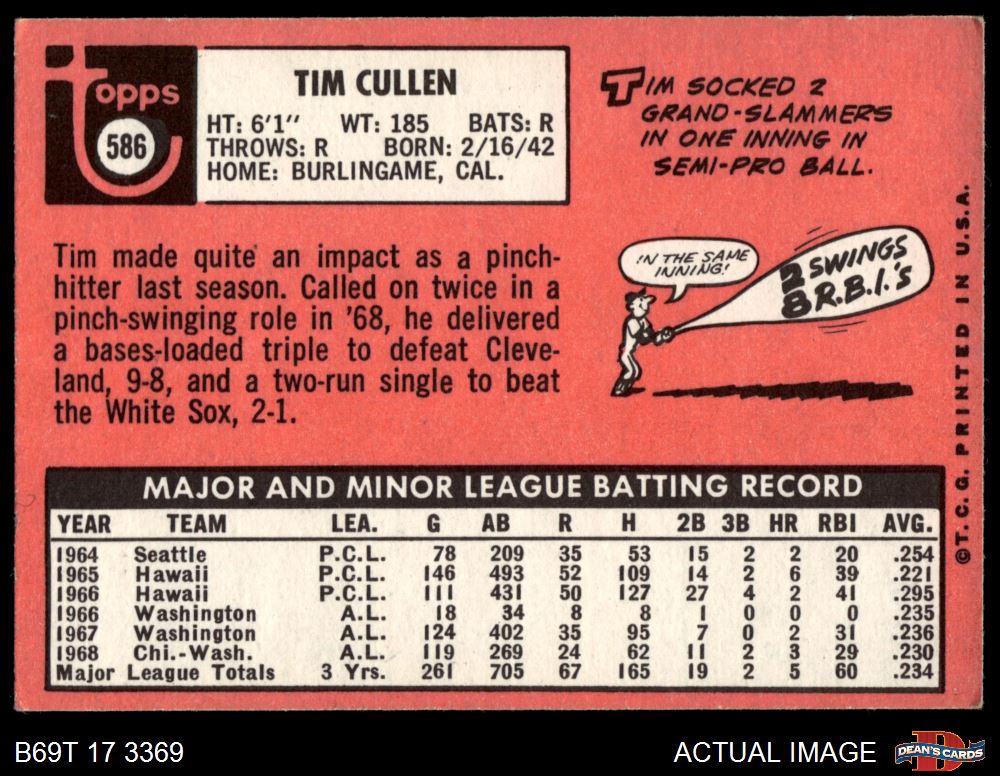 topps
586
TIM CULLEN
HT: 6'1" WT: 185 BATS: R
THROWS: R BORN: 2/16/42
HOME: BURLINGAME, CAL.
TIM SOCKED 2
GRAND-SLAMMERS
IN ONE INNING IN
SEMI-PRO BALL.
Tim made quite an impact as a pinch-
hitter last season. Called on twice in a
pinch-swinging role in '68, he delivered
a bases-loaded triple to defeat Cleve-
land, 9-8, and a two-run single to beat
the White Sox, 2-1.
IN THE SAME
INNING!
2 SWINGS
8 R.B.I.'S
MAJOR AND MINOR LEAGUE BATTING RECORD
YEAR TEAM LEA. G AB R H 2B 3B HR RBI AVG.
1964 Seattle P.C.L. 78 209 35 53 15 2 2 20 .254
1965 Hawaii P.C.L. 146 493 52 109 14 2 6 39 .221
1966 Hawaii P.C.L. 111 431 50 127 27 4 2 41 .295
1966 Washington A.L. 18 34 8 8 1 0 0 0 .235
1967 Washington A.L. 124 402 35 95 7 0 2 31 .236
1968 Chi.-Wash. A.L. 119 269 24 62 11 2 3 29 .230
Major League Totals 3 Yrs. 261 705 67 165 19 2 5 60 .234
©T.C.G. PRINTED IN U.S.A.
B69T 17 3369
ACTUAL IMAGE
DEAN'S CARDS